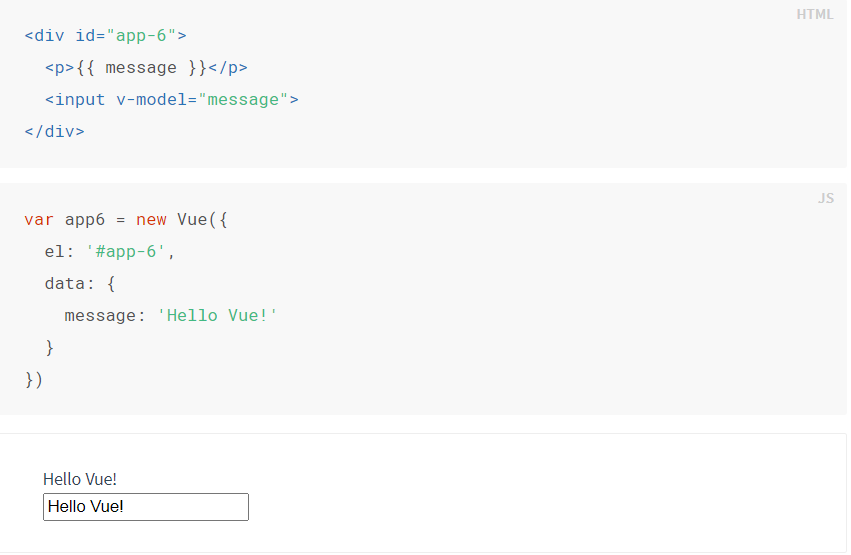 HTML
<div id="app-6">
  <p>{{ message }}</p>
  <input v-model="message">
</div>
JS
var app6 = new Vue({
  el: '#app-6',
  data: {
    message: 'Hello Vue!'
  }
})
Hello Vue!
Hello Vue!